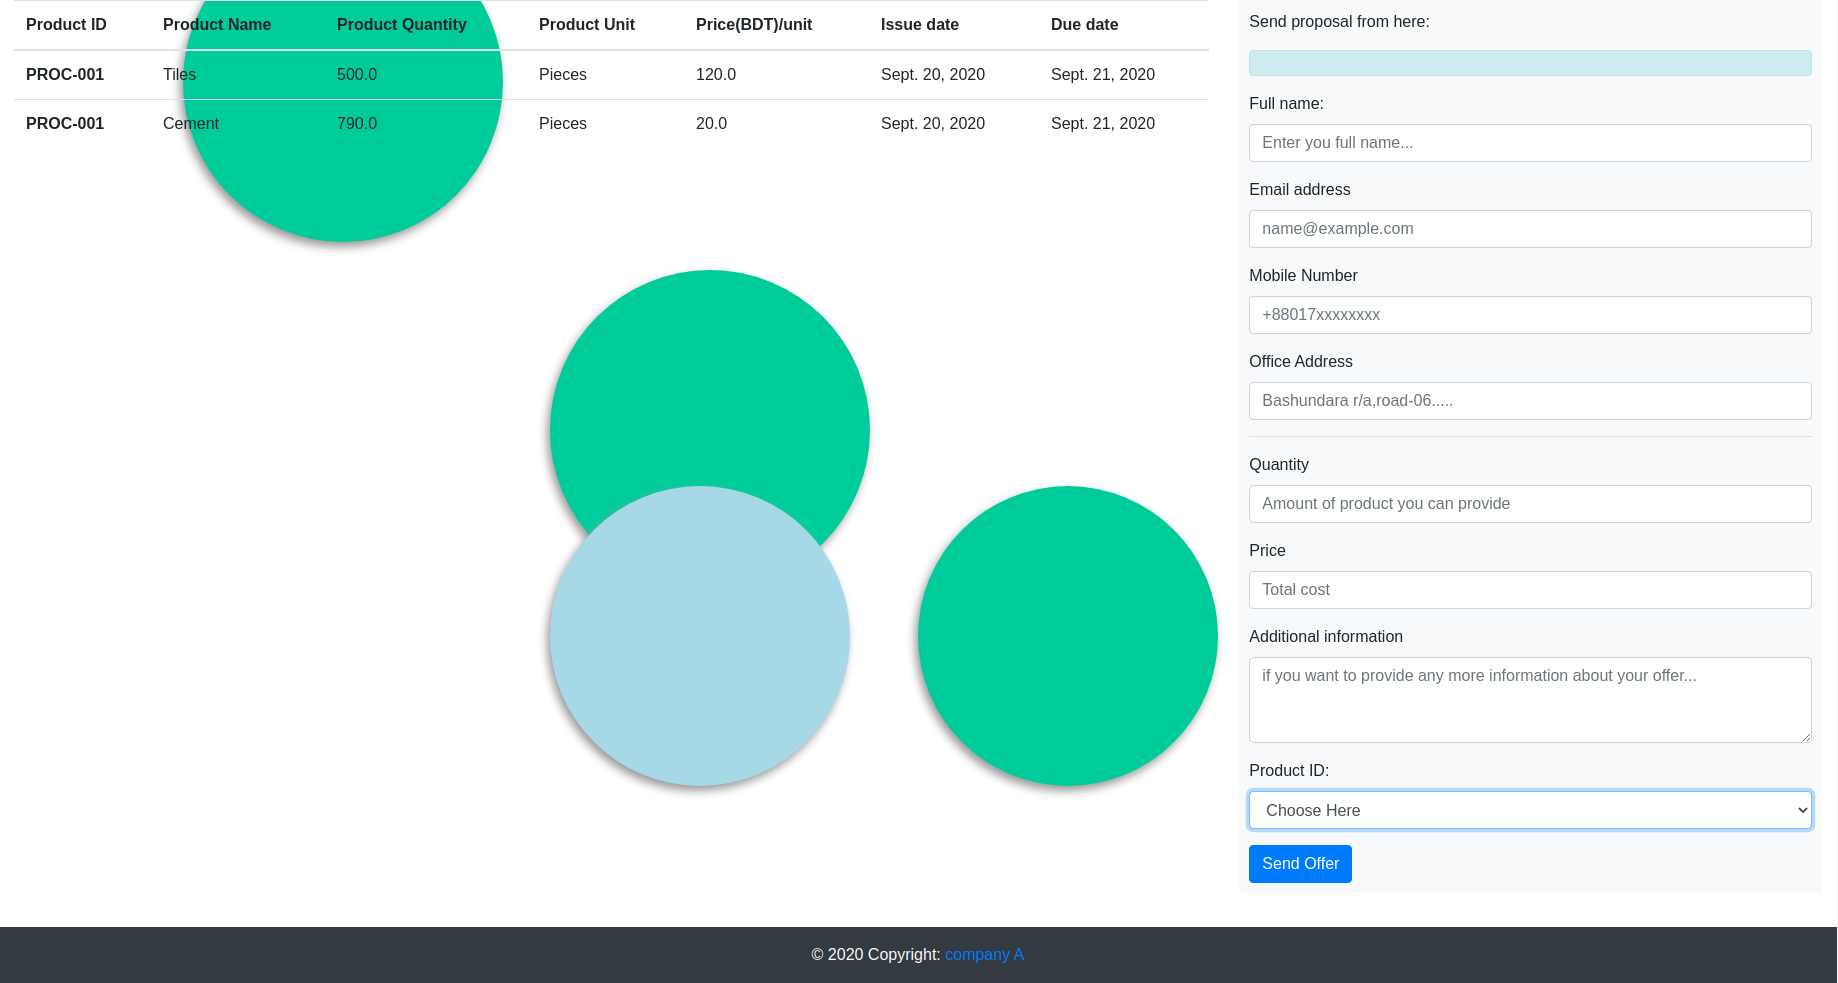 Product ID Product Name Product Quantity Product Unit Price(BDT)/unit Issue date Due date
PROC-001 Tiles 500.0 Pieces 120.0 Sept. 20, 2020 Sept. 21, 2020
PROC-001 Cement 790.0 Pieces 20.0 Sept. 20, 2020 Sept. 21, 2020
Send proposal from here:
Full name:
Enter you full name...
Email address
name@example.com
Mobile Number
+88017xxxxxxxx
Office Address
Bashundara r/a,road-06.....
Quantity
Amount of product you can provide
Price
Total cost
Additional information
if you want to provide any more information about your offer...
Product ID:
Choose Here
Send Offer
© 2020 Copyright: company A